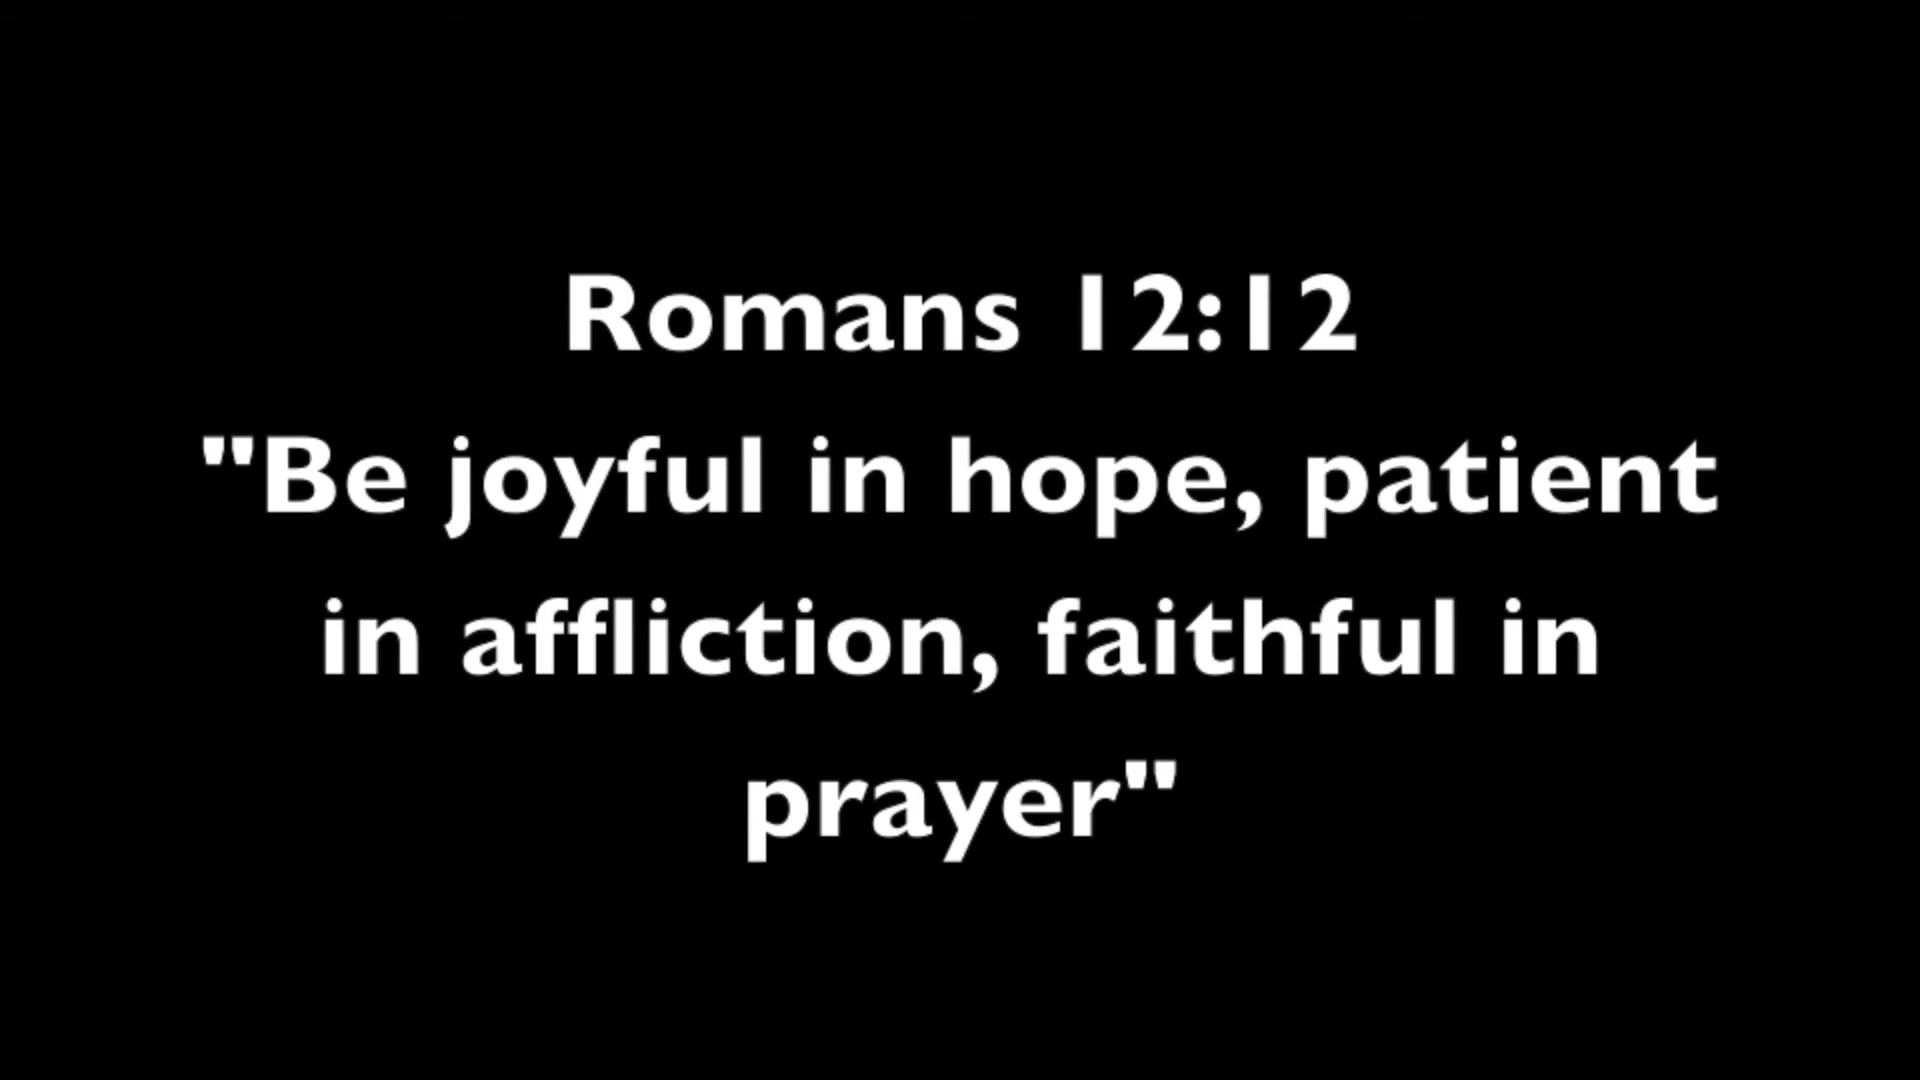 Romans 12:12
"Be joyful in hope, patient
in affliction, faithful in
prayer"